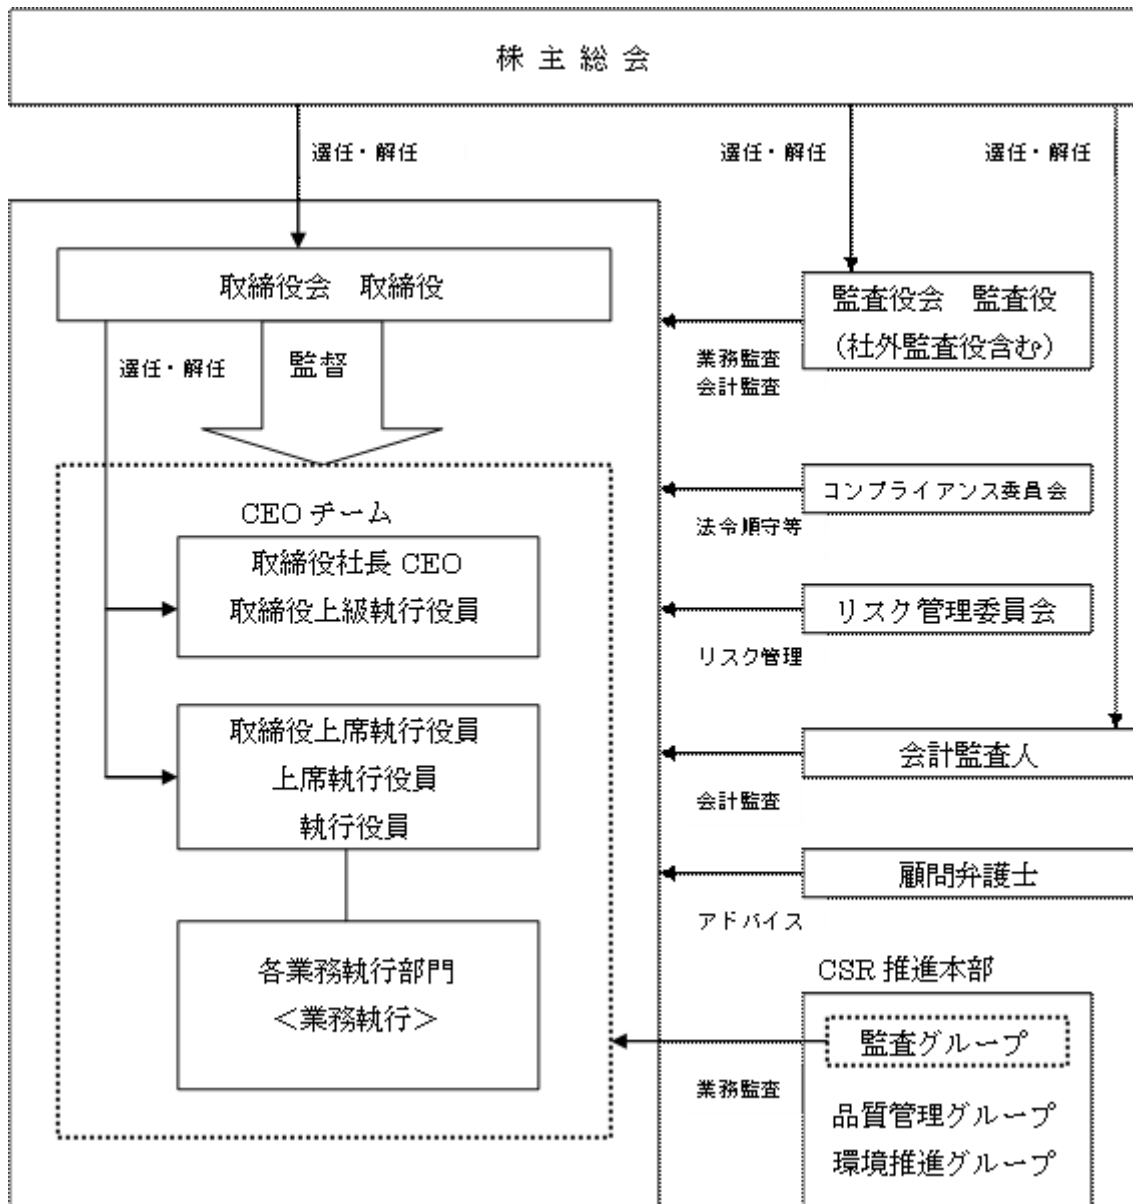 株 主 総 会
選任・解任
選任・解任
選任・解任
取締役会　取締役
監査役会　監査役
(社外監査役含む)
業務監査
会計監査
選任・解任
監督
コンプライアンス委員会
法令順守等
CEO チーム
取締役社長 CEO
取締役上級執行役員
リスク管理委員会
リスク管理
取締役上席執行役員
上席執行役員
執行役員
会計監査人
会計監査
顧問弁護士
アドバイス
各業務執行部門
＜業務執行＞
CSR 推進本部
監査グループ
業務監査
品質管理グループ
環境推進グループ